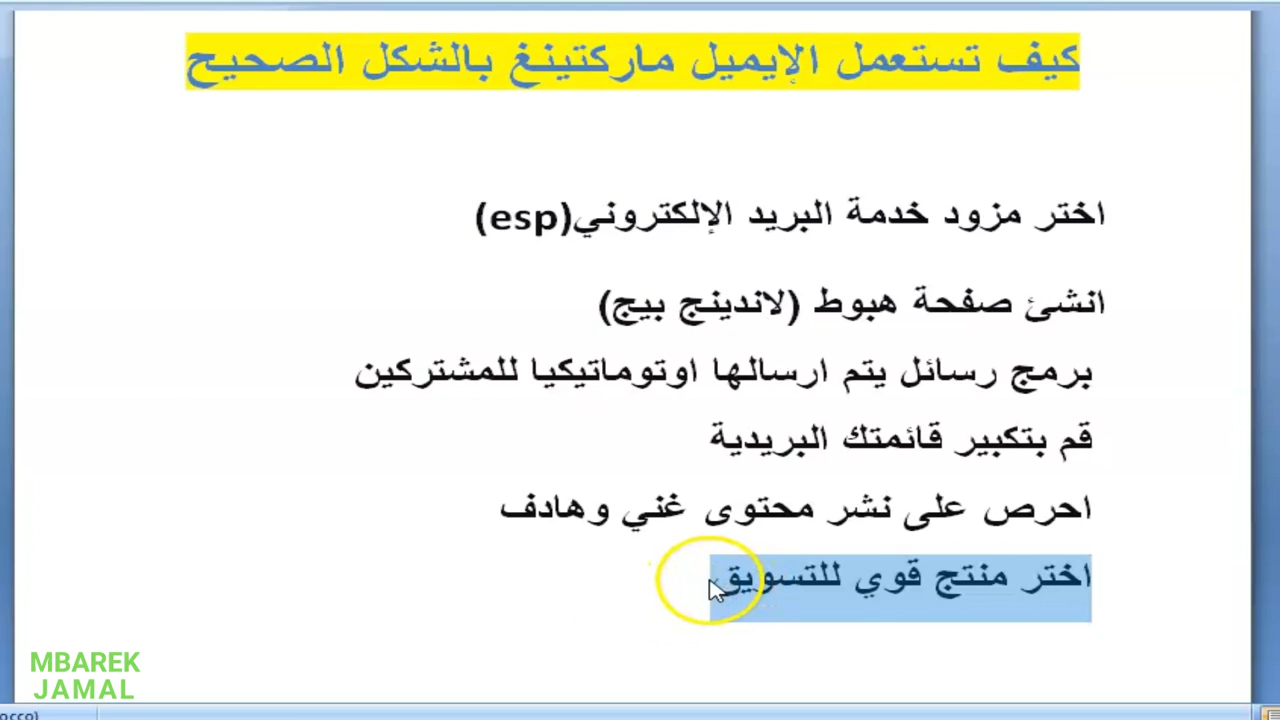 كيف تستعمل الإيميل ماركتينغ بالشكل الصحيح
اختر مزود خدمة البريد الإلكتروني(esp)
انشئ صفحة هبوط (لاندينج بيج)
برمج رسائل يتم ارسالها اوتوماتيكيا للمشتركين
قم بتكبير قائمتك البريدية
احرص على نشر محتوى غني وهادف
اختر منتج قوي للتسويق
MBAREK
JAMAL